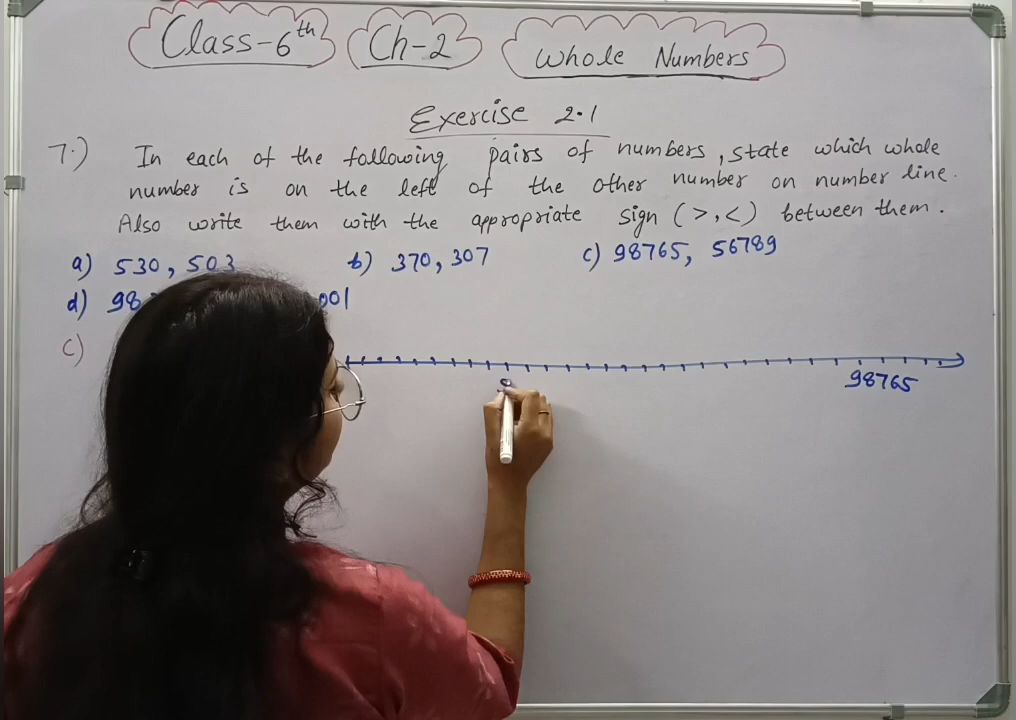 Class-6th Ch-2 Whole Numbers
Exercise 2.1
7.) In each of the following pairs of numbers, state which whole
number is on the left of the other number on number line.
Also write them with the appropriate sign (>,<) between them.
a) 530, 503 b) 370, 307 c) 98765, 56789
d) 98 001
c)
98765